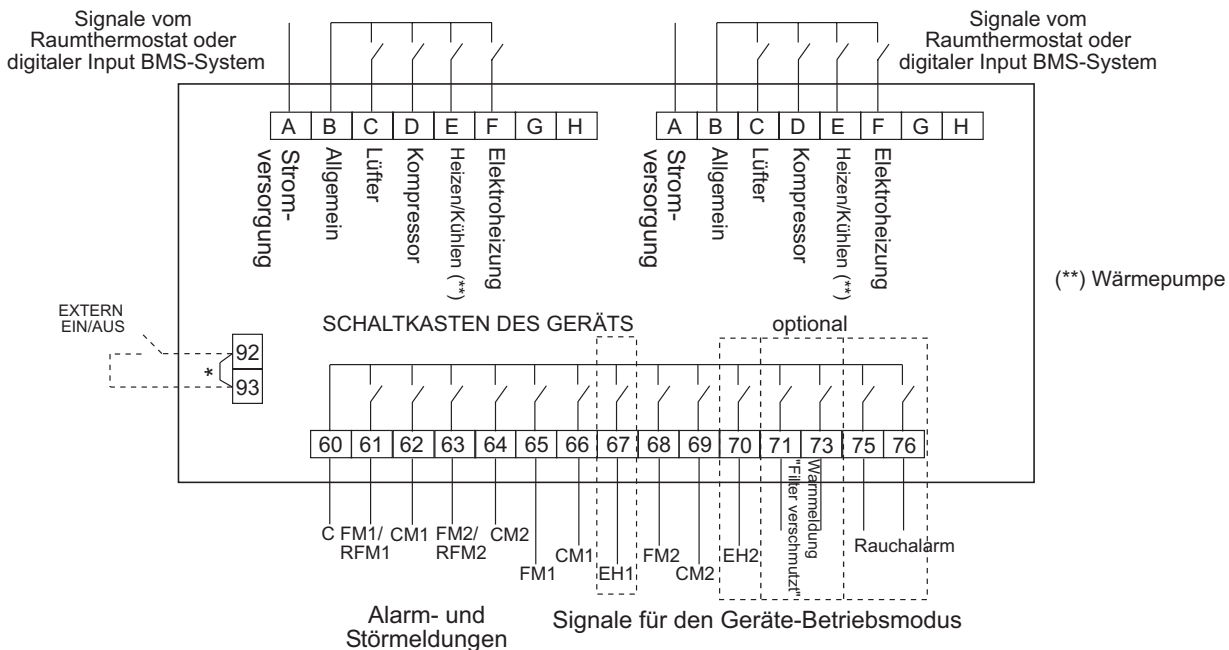 Signale vom
Raumthermostat oder
digitaler Input BMS-System
Signale vom
Raumthermostat oder
digitaler Input BMS-System
A B C D E F G H
A B C D E F G H
Strom-
versorgung
Allgemein
Lüfter
Kompressor
Heizen/Kühlen (**)
Elektroheizung
Strom-
versorgung
Allgemein
Lüfter
Kompressor
Heizen/Kühlen (**)
Elektroheizung
(**) Wärmepumpe
EXTERN
EIN/AUS
SCHALTKASTEN DES GERÄTS
optional
92
*
93
60 61 62 63 64 65 66 67 68 69 70 71 73 75 76
C
FM1/
RFM1
CM1
FM2/
RFM2
CM2
FM1
CM1
EH1
FM2
CM2
EH2
Warnmeldung
"Filter verschmutzt"
Rauchalarm
Alarm- und
Störmeldungen
Signale für den Geräte-Betriebsmodus